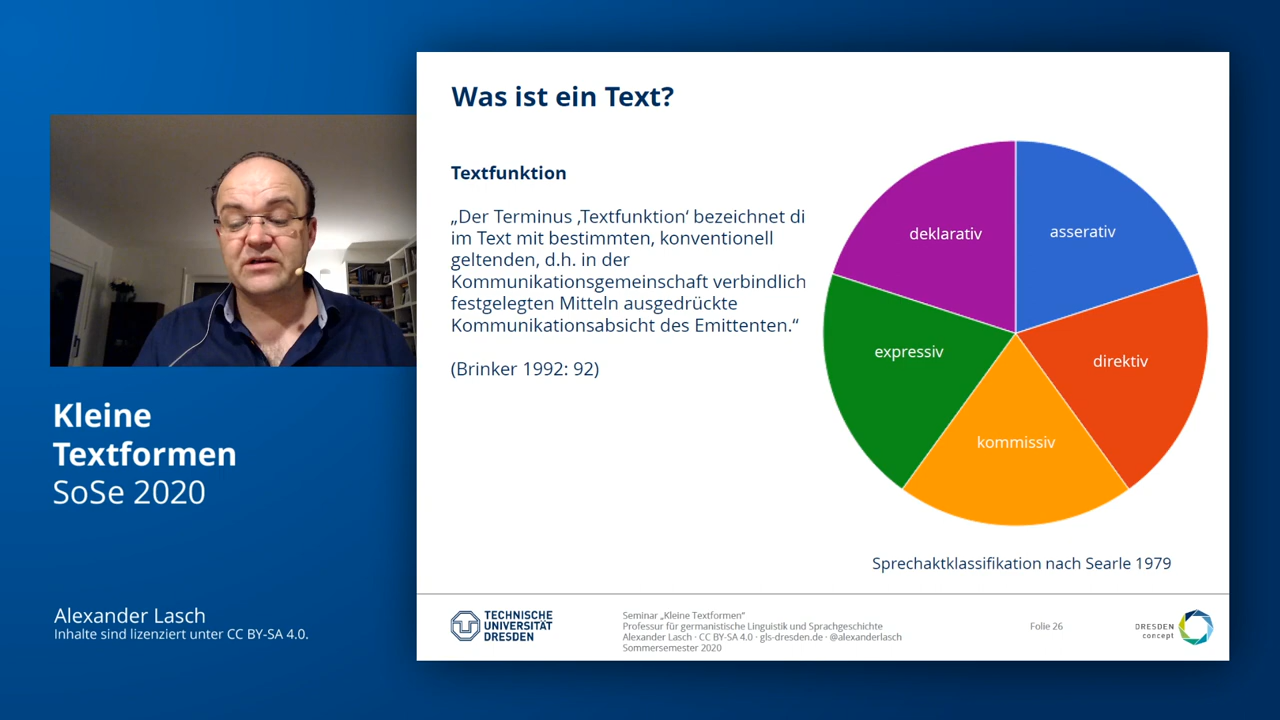 Was ist ein Text?
Textfunktion
„Der Terminus ‚Textfunktion‘ bezeichnet di
im Text mit bestimmten, konventionell
geltenden, d.h. in der
Kommunikationsgemeinschaft verbindlich
festgelegten Mitteln ausgedrückte
Kommunikationsabsicht des Emittenten.“
(Brinker 1992: 92)
deklarativ
asserativ
expressiv
direktiv
kommissiv
Sprechaktklassifikation nach Searle 1979
Kleine
Textformen
SoSe 2020
Alexander Lasch
Inhalte sind lizenziert unter CC BY-SA 4.0.
TECHNISCHE
UNIVERSITÄT
DRESDEN
Seminar „Kleine Textformen“
Professur für germanistische Linguistik und Sprachgeschichte
Alexander Lasch · CC BY-SA 4.0 · gls-dresden.de · @alexanderlasch
Sommersemester 2020
Folie 26
DRESDEN
concept